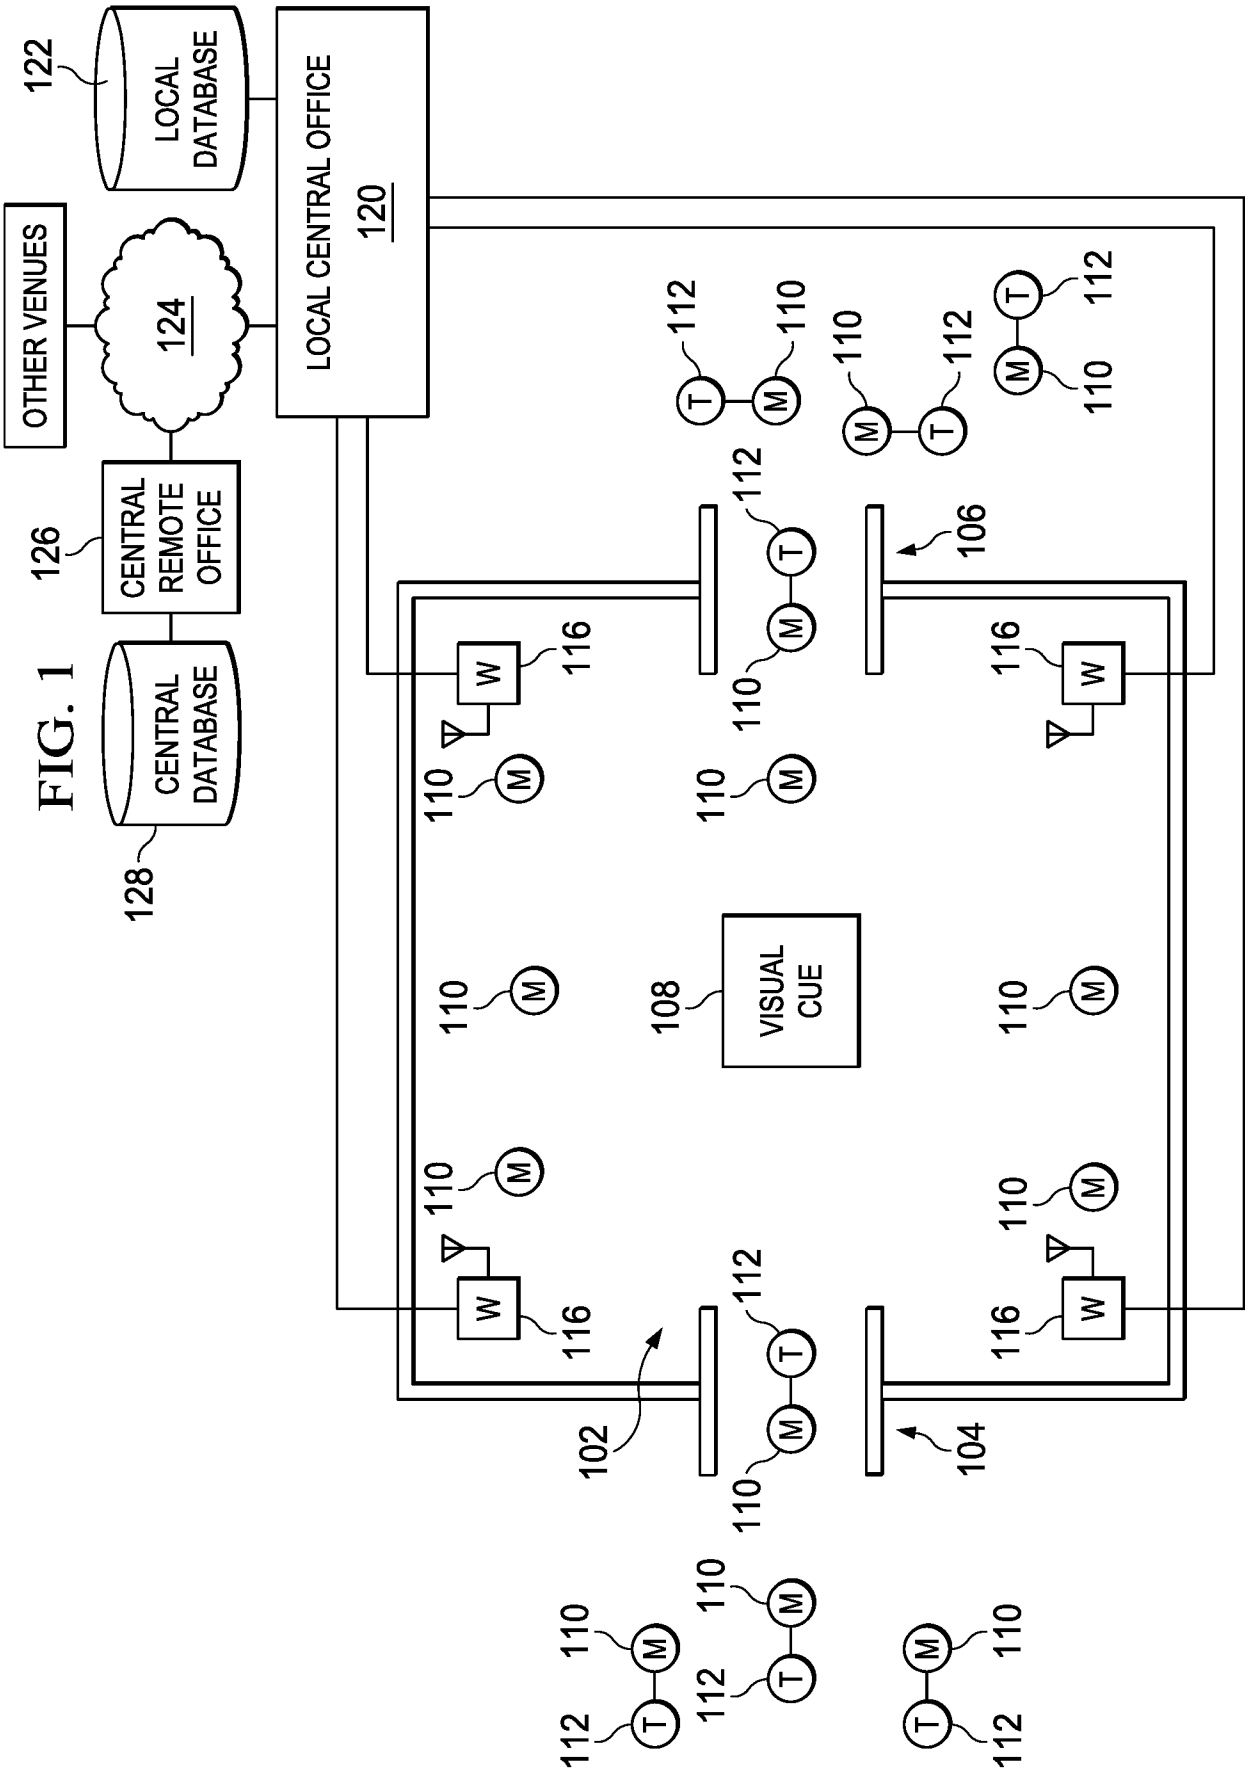 FIG. 1
128
CENTRAL
DATABASE
126
CENTRAL
REMOTE
OFFICE
OTHER VENUES
124
122
LOCAL
DATABASE
LOCAL CENTRAL OFFICE
120
W
116
110
M
110
M
110
M
W
116
112
110
T M
102
112
110
T M
110
112
M T
108
VISUAL
CUE
110
M
110
112
M T
112
T
M
110
110
M
T
112
T M
112
110
104
106
M T
110
112
W
116
110
M
110
M
W
116